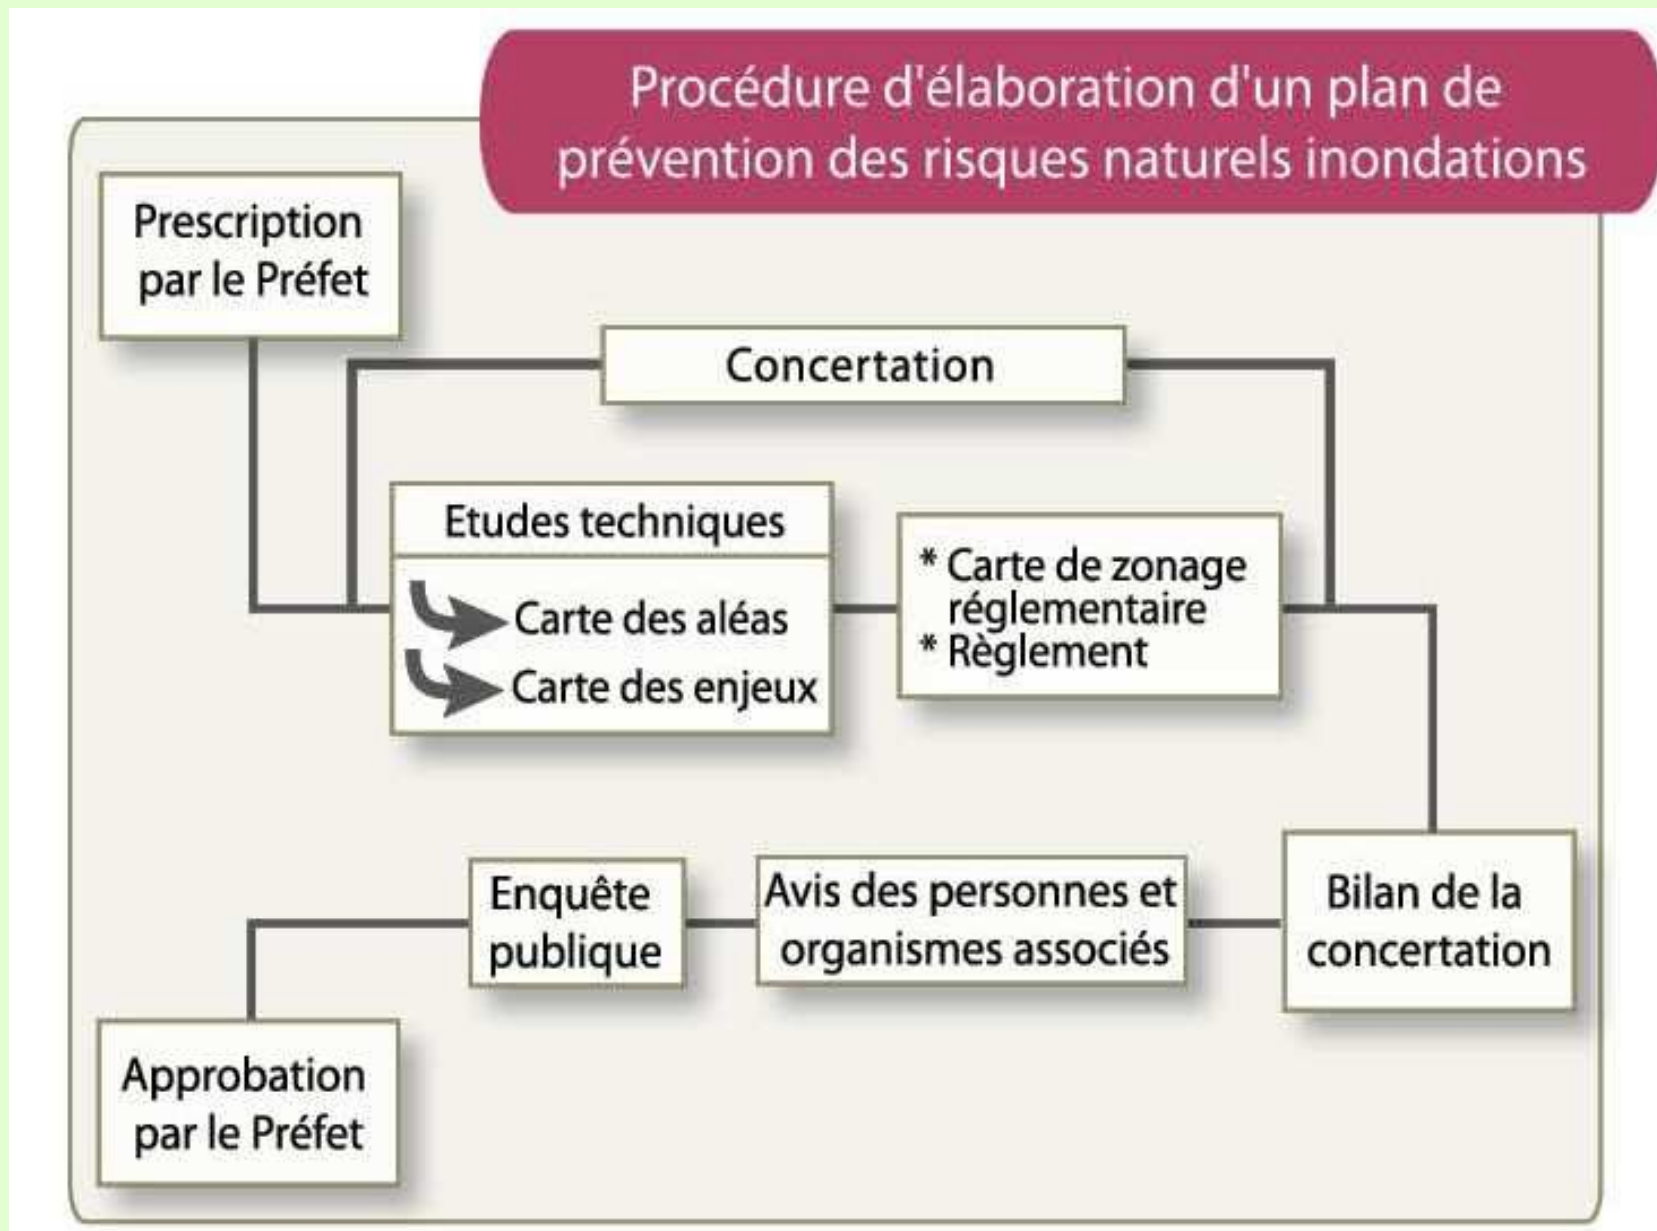 Procédure d'élaboration d'un plan de
prévention des risques naturels inondations
Prescription
par le Préfet
Concertation
Etudes techniques
Carte des aléas
Carte des enjeux
* Carte de zonage
réglementaire
* Règlement
Bilan de la
concertation
Avis des personnes et
organismes associés
Enquête
publique
Approbation
par le Préfet